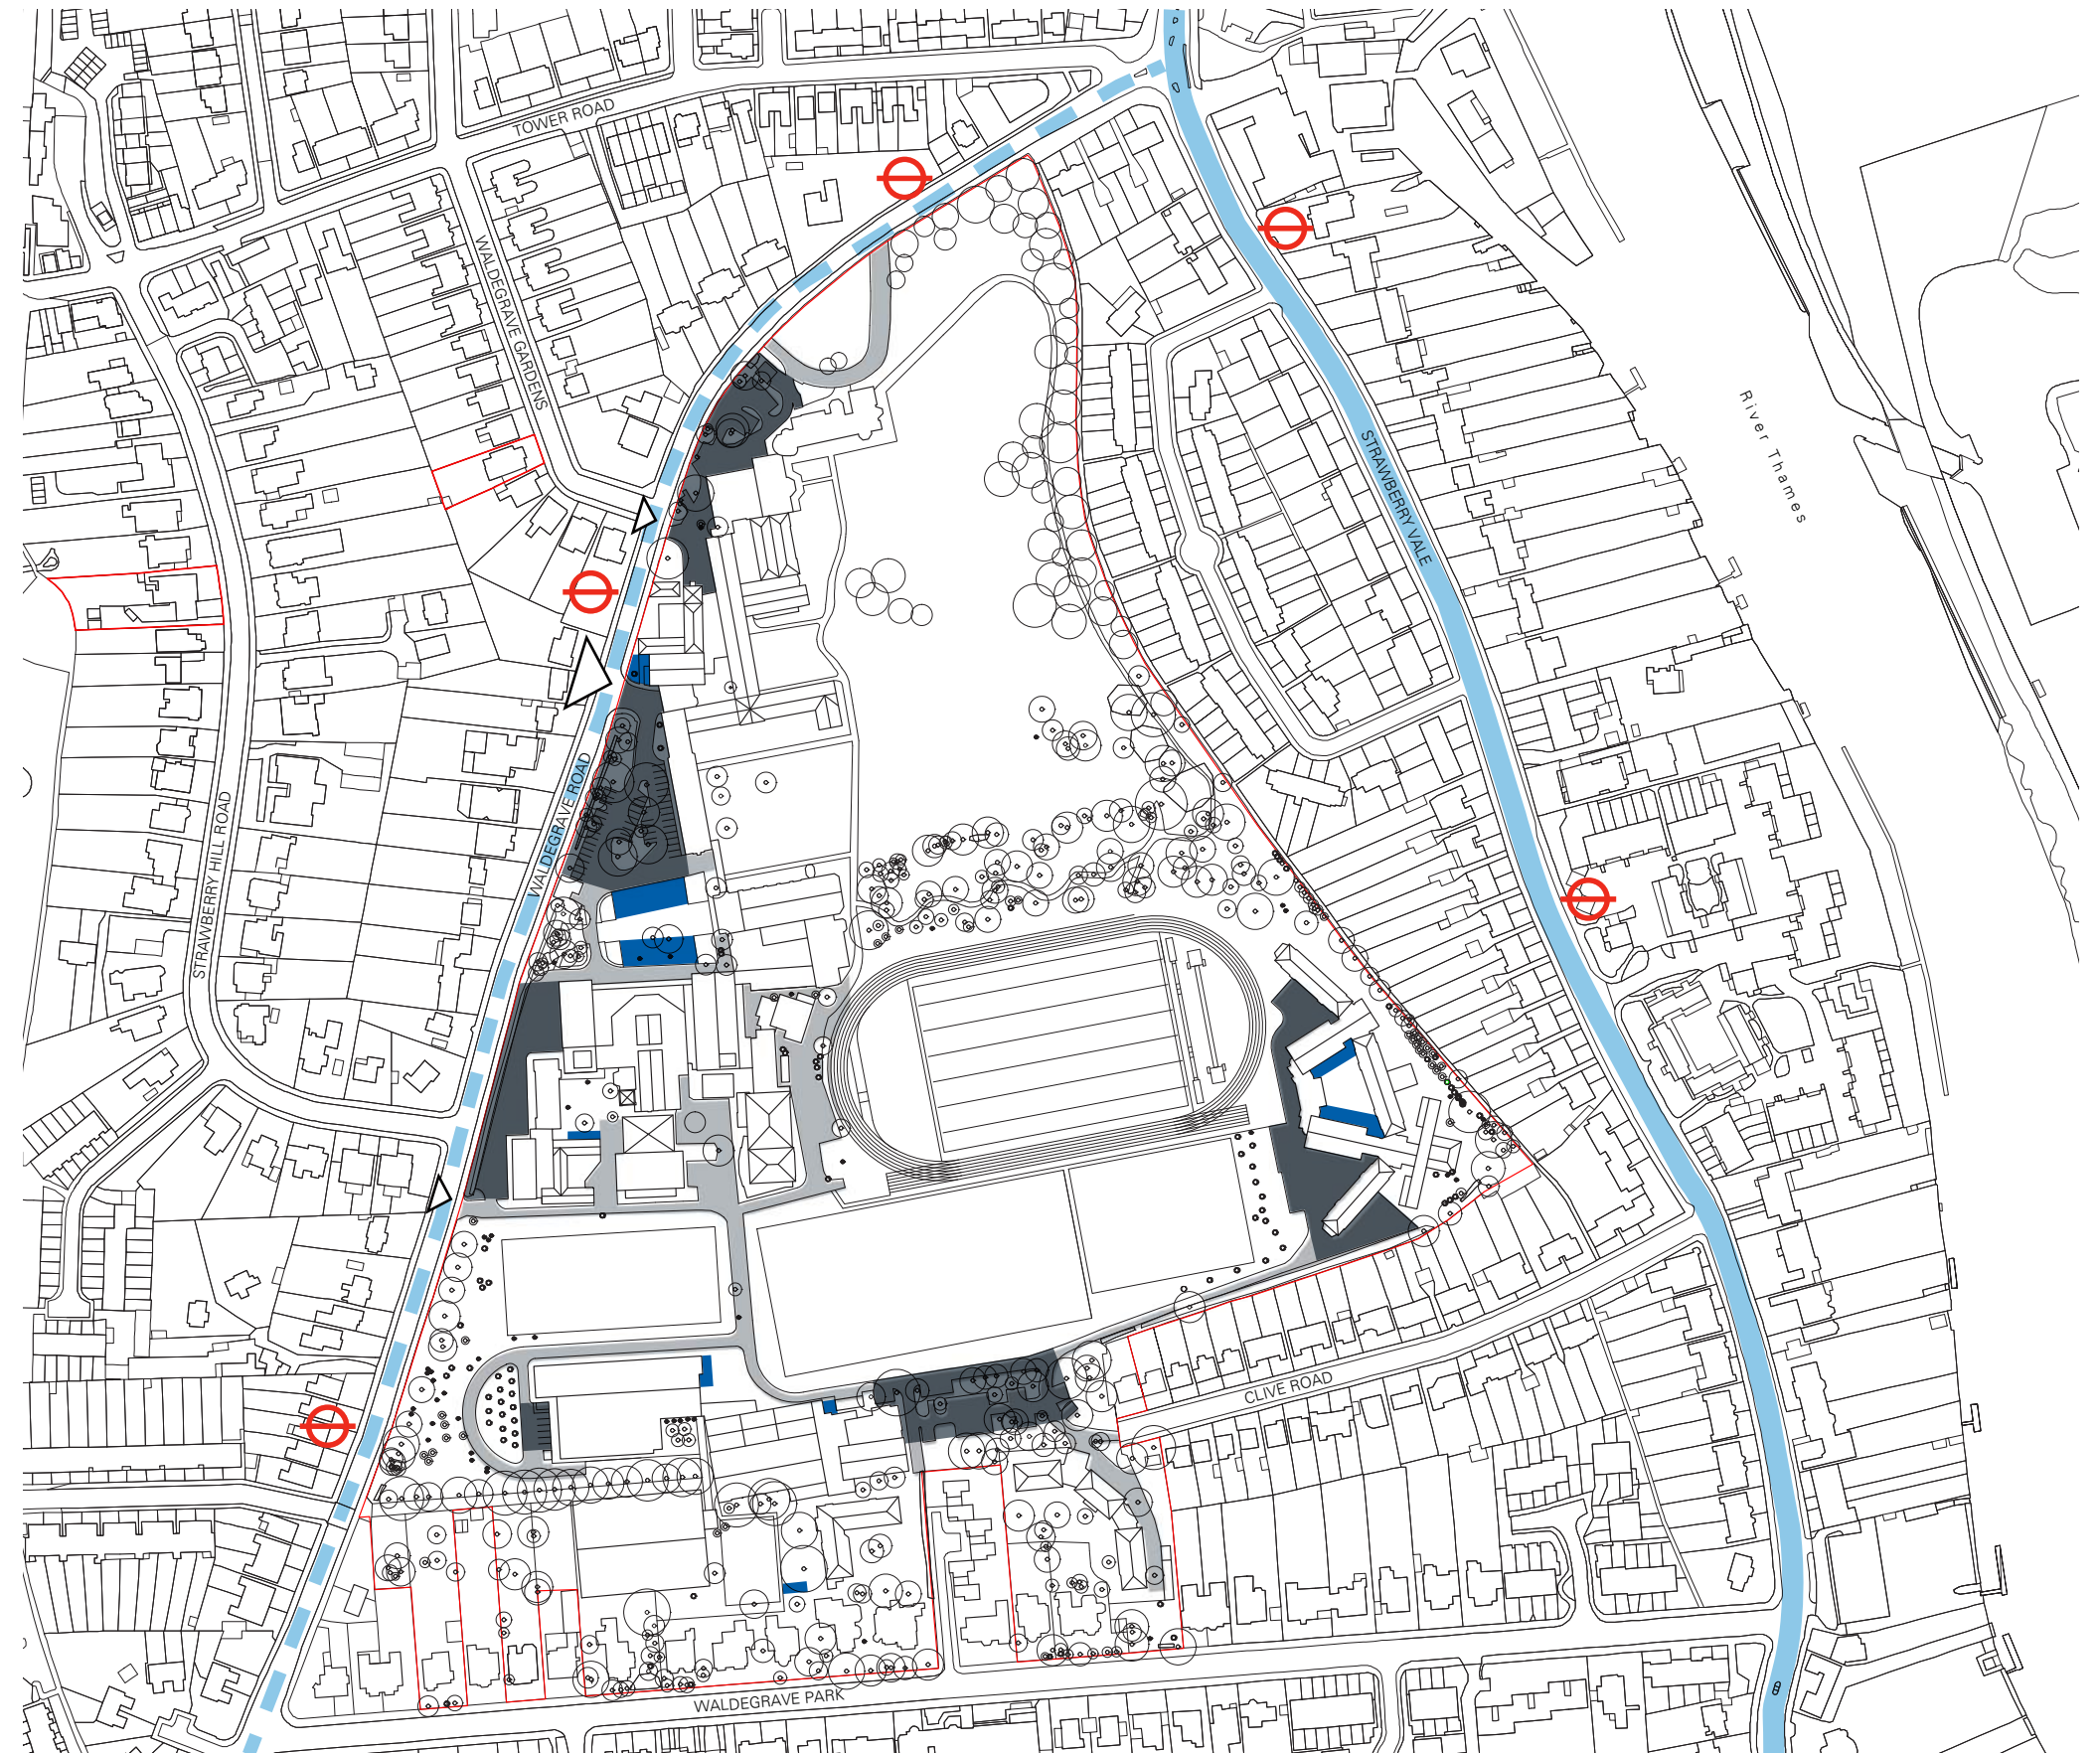 TOWER ROAD
WALDEGRAVE GARDENS
River Thames
STRAWBERRY VALE
WALDEGRAVE ROAD
STRAWBERRY HILL ROAD
CLIVE ROAD
WALDEGRAVE PARK